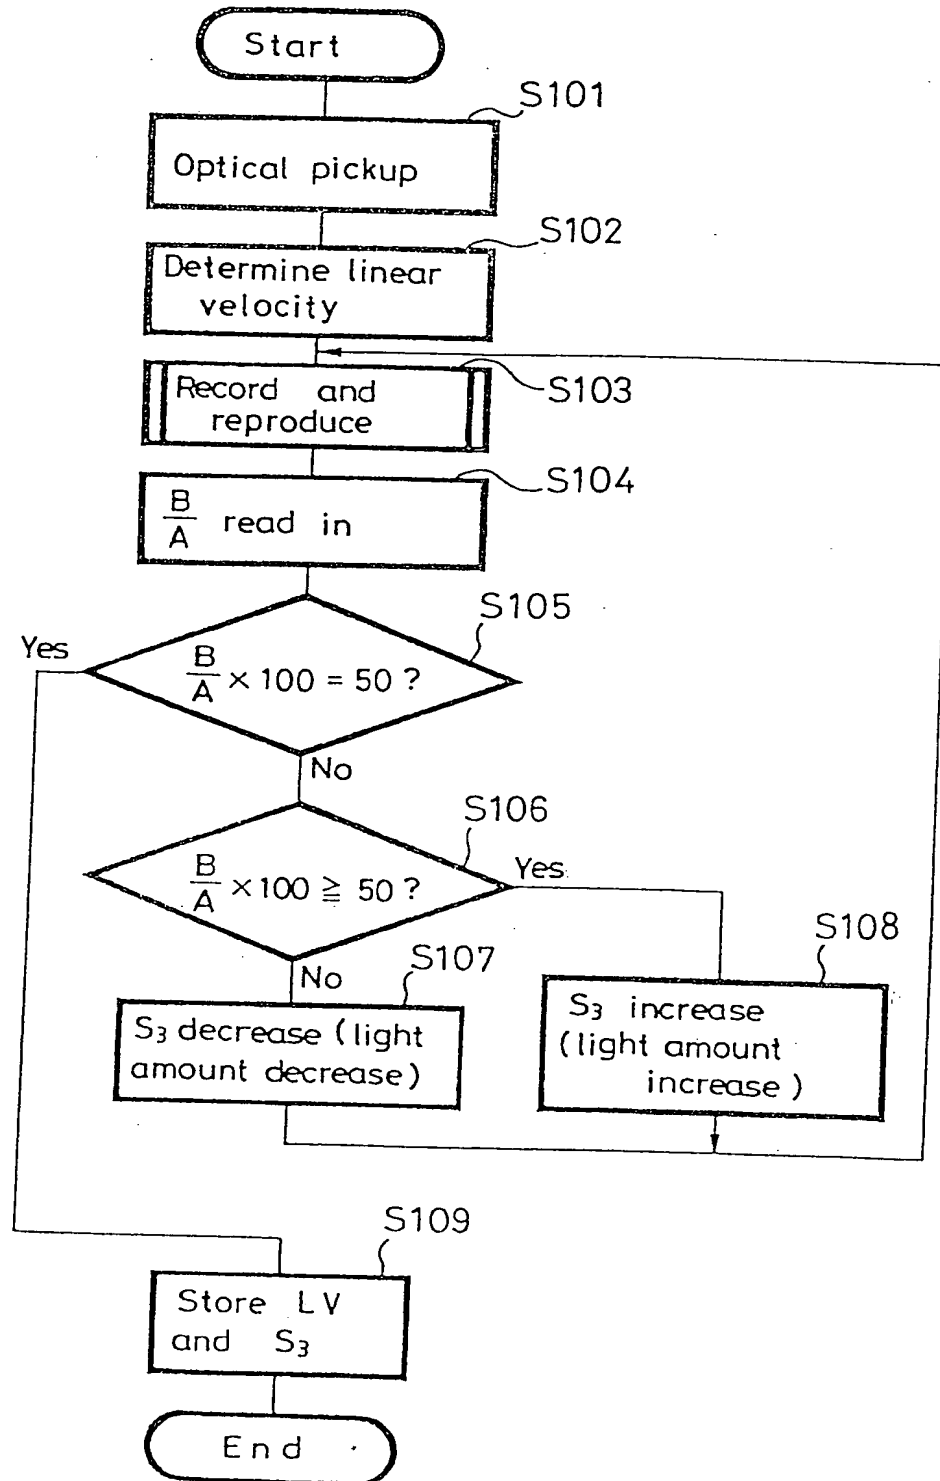 Start
S101
Optical pickup
S102
Determine linear
velocity
S103
Record and
reproduce
S104
B/A read in
S105
Yes
B/A × 100 = 50 ?
No
S106
B/A × 100 ≧ 50 ?
Yes
No
S107
S108
S₃ decrease (light
amount decrease)
S₃ increase
(light amount
increase)
S109
Store LV
and S₃
End